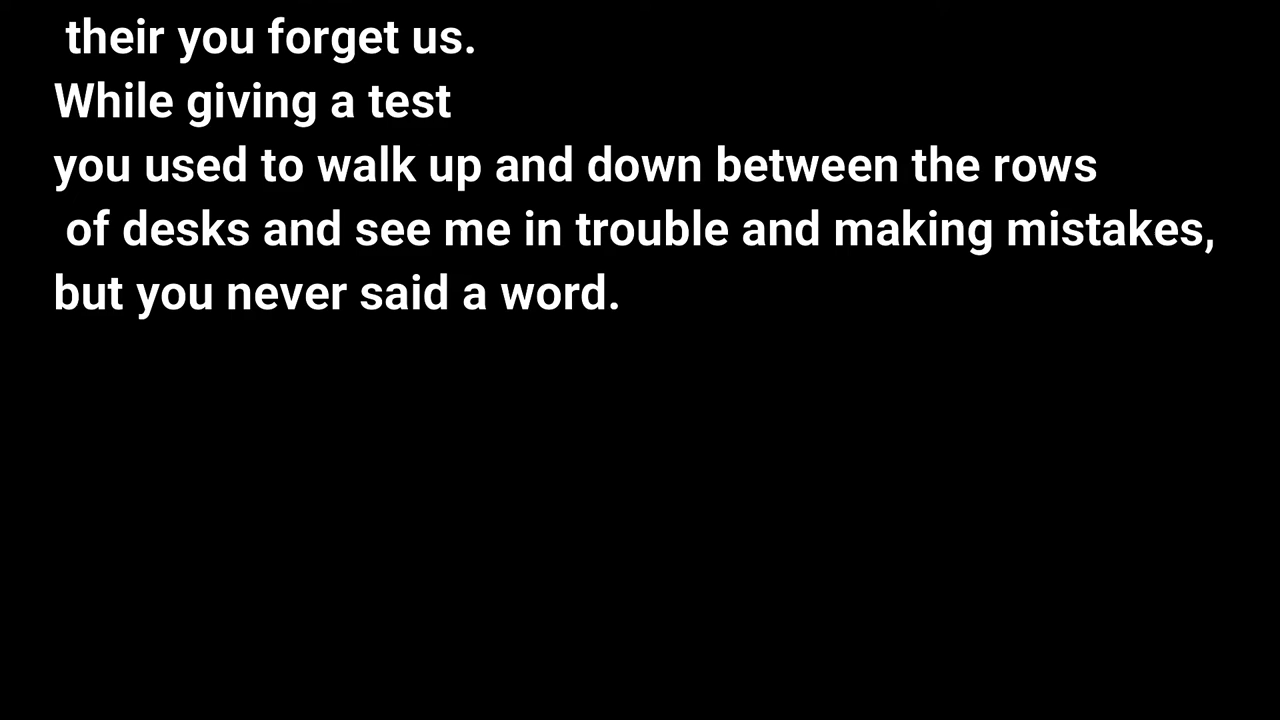 their you forget us.
While giving a test
you used to walk up and down between the rows
of desks and see me in trouble and making mistakes,
but you never said a word.